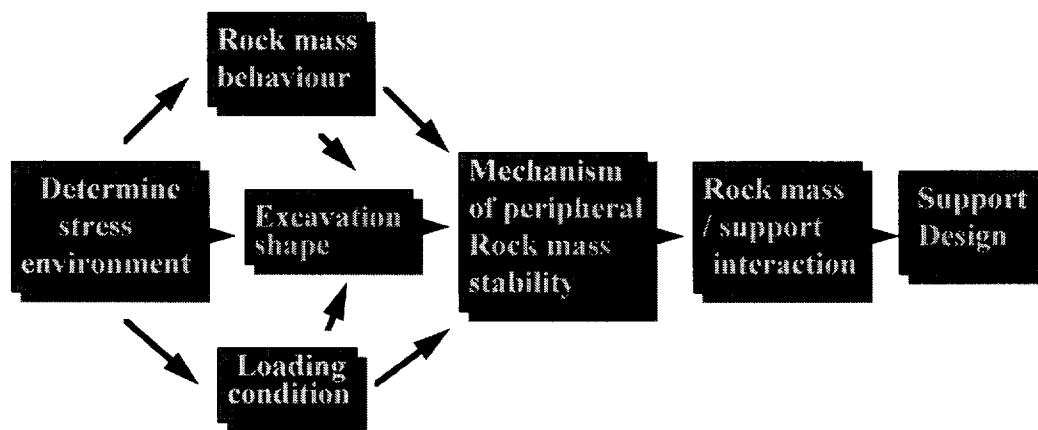 Rock mass
behaviour
Determine
stress
environment
Excavation
shape
Loading
condition
Mechanism
of peripheral
Rock mass
stability
Rock mass
/ support
interaction
Support
Design